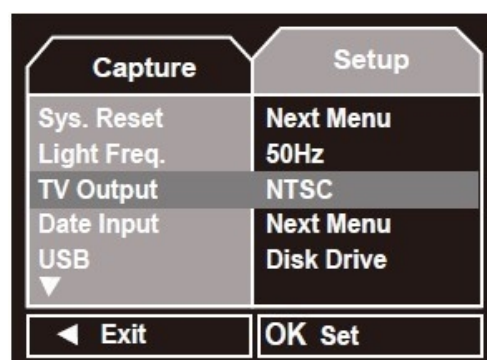 Capture Setup
Sys. Reset Next Menu
Light Freq. 50Hz
TV Output NTSC
Date Input Next Menu
USB Disk Drive
▼
◀ Exit OK Set